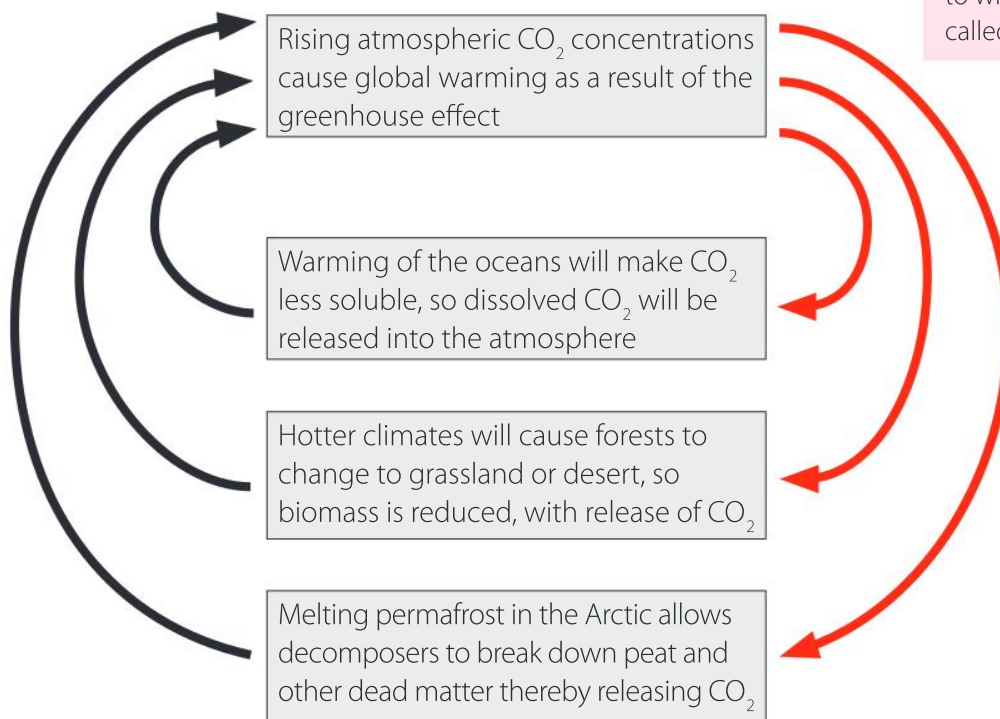 to wh
called
Rising atmospheric CO₂ concentrations
cause global warming as a result of the
greenhouse effect
Warming of the oceans will make CO₂
less soluble, so dissolved CO₂ will be
released into the atmosphere
Hotter climates will cause forests to
change to grassland or desert, so
biomass is reduced, with release of CO₂
Melting permafrost in the Arctic allows
decomposers to break down peat and
other dead matter thereby releasing CO₂